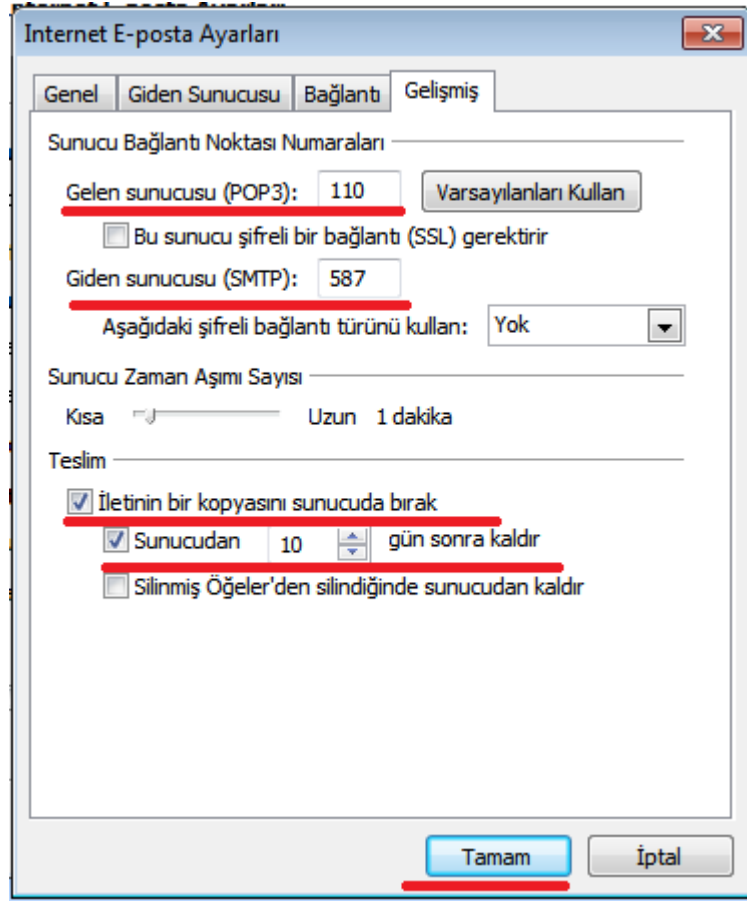 Internet E-posta Ayarları
Genel Giden Sunucusu Bağlantı Gelişmiş
Sunucu Bağlantı Noktası Numaraları
Gelen sunucusu (POP3): 110 Varsayılanları Kullan
Bu sunucu şifreli bir bağlantı (SSL) gerektirir
Giden sunucusu (SMTP): 587
Aşağıdaki şifreli bağlantı türünü kullan: Yok
Sunucu Zaman Aşımı Sayısı
Kısa Uzun 1 dakika
Teslim
İletinin bir kopyasını sunucuda bırak
Sunucudan 10 gün sonra kaldır
Silinmiş Öğeler'den silindiğinde sunucudan kaldır
Tamam İptal